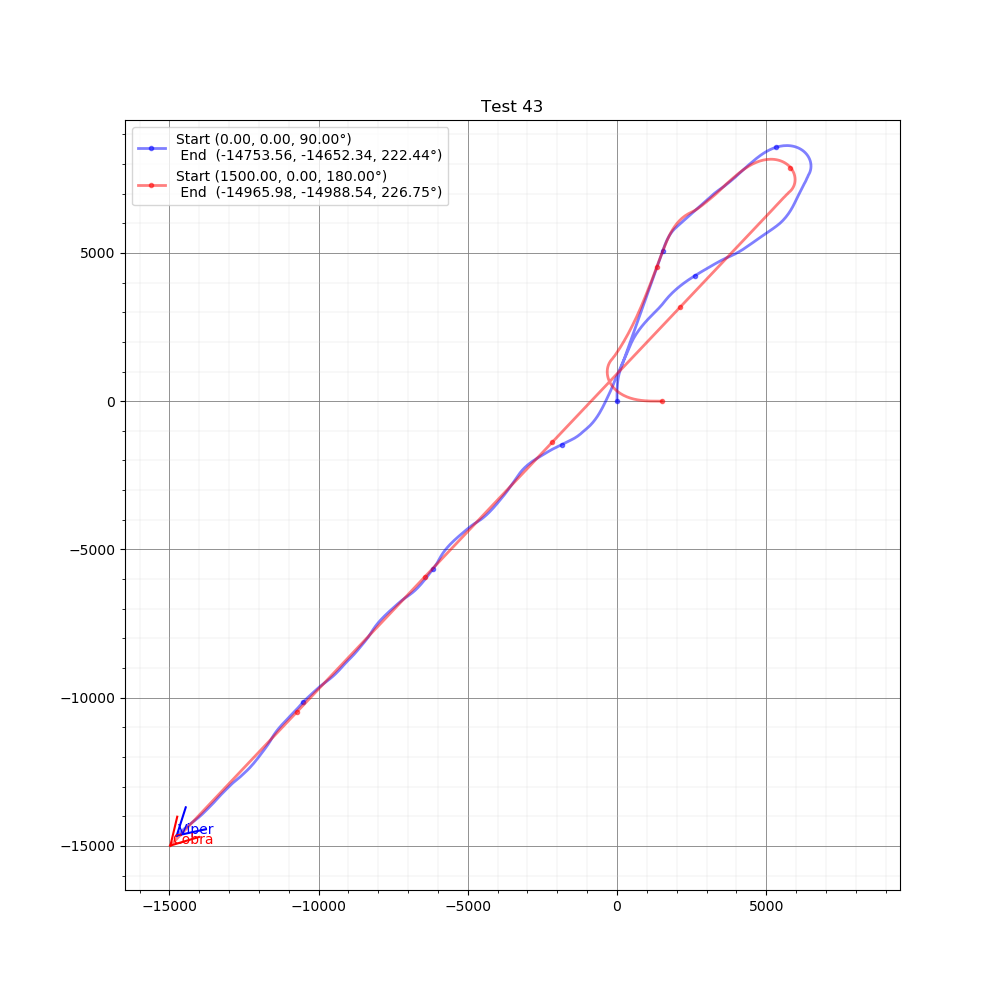 Test 43
Start (0.00, 0.00, 90.00°)
End  (-14753.56, -14652.34, 222.44°)
Start (1500.00, 0.00, 180.00°)
End  (-14965.98, -14988.54, 226.75°)
5000
0
−5000
−10000
−15000
Viper
Cobra
−15000 −10000 −5000 0 5000